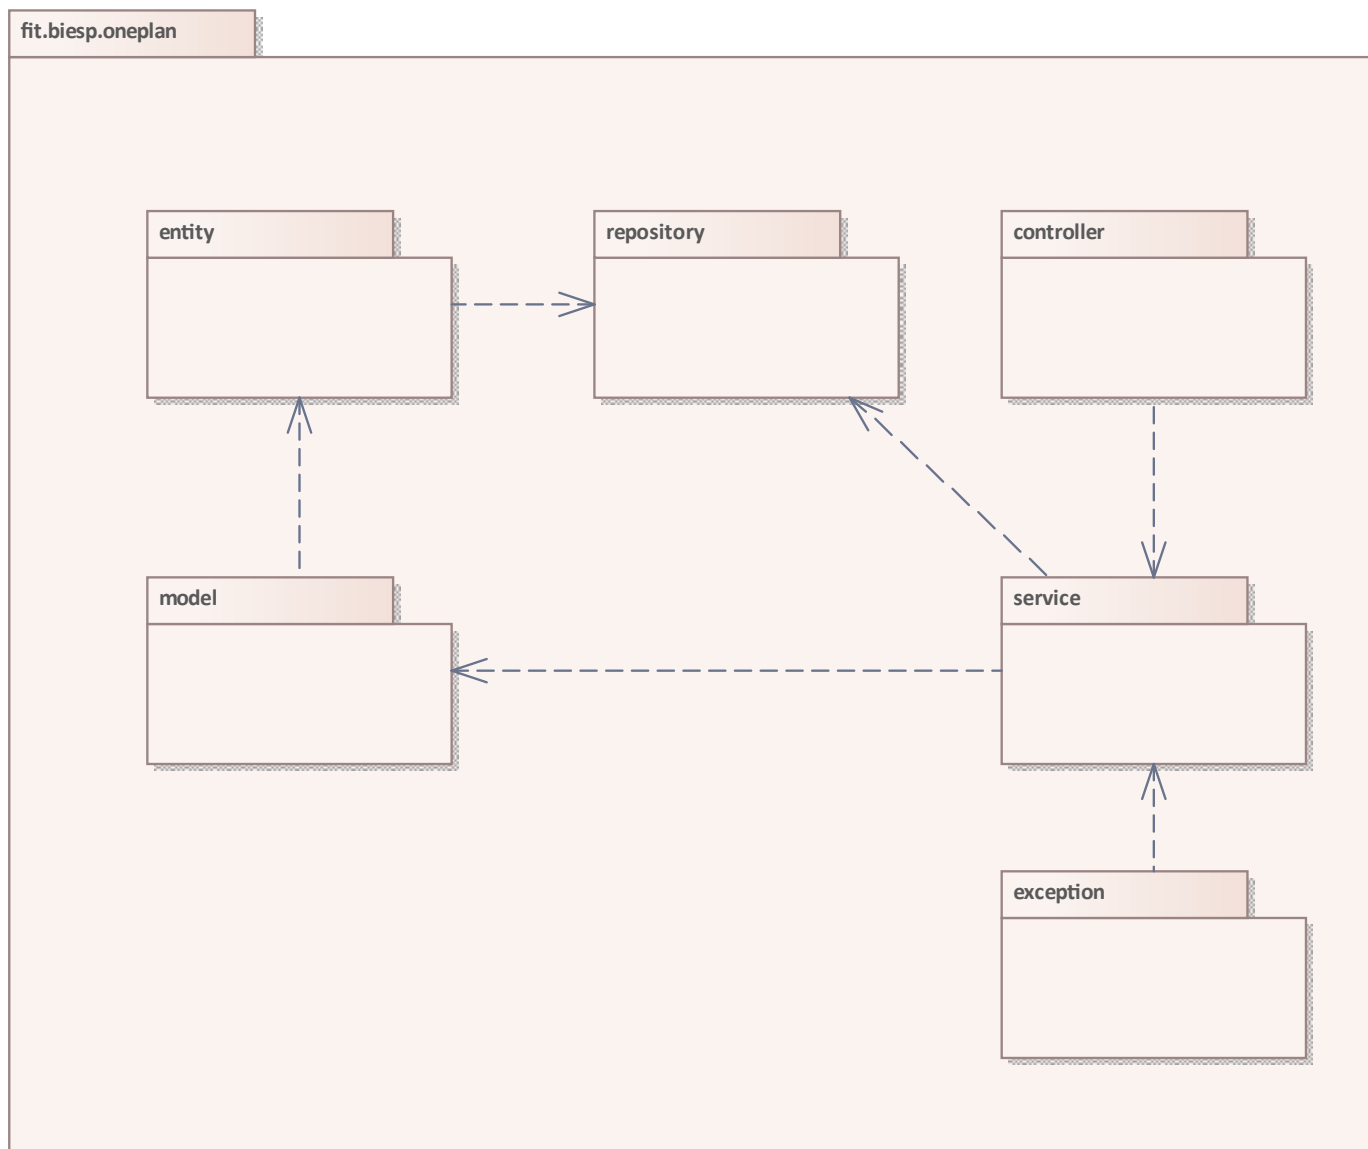 fit.biesp.oneplan
entity
repository
controller
model
service
exception